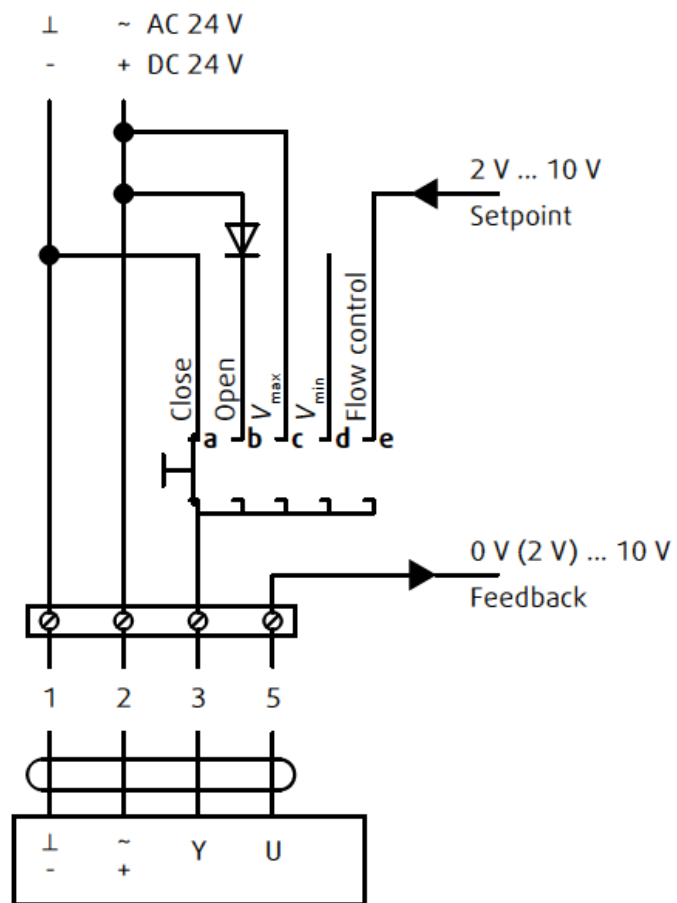 ⊥ ~ AC 24 V
- + DC 24 V
2 V ... 10 V
Setpoint
Close
Open
Vmax
Vmin
Flow control
a b c d e
0 V (2 V) ... 10 V
Feedback
1 2 3 5
⊥ ~ Y U
- +